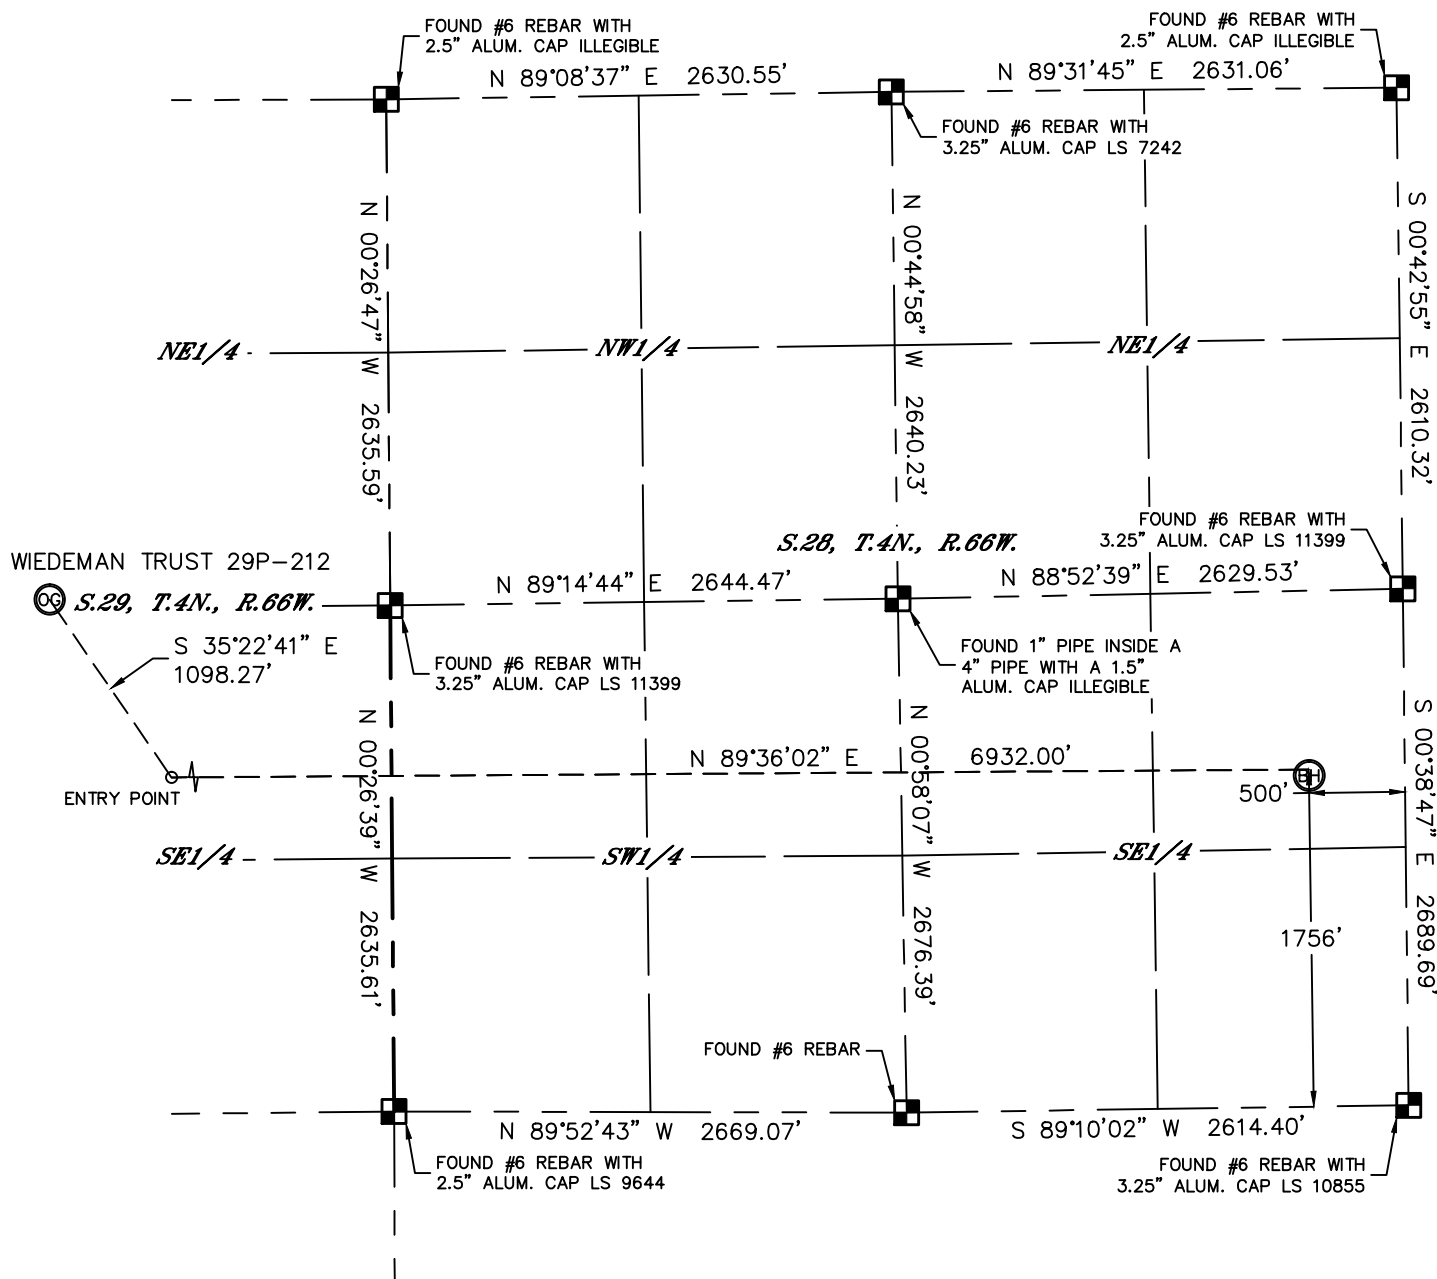 FOUND #6 REBAR WITH
2.5" ALUM. CAP ILLEGIBLE
FOUND #6 REBAR WITH
2.5" ALUM. CAP ILLEGIBLE
N 89°08'37" E 2630.55'
N 89°31'45" E 2631.06'
FOUND #6 REBAR WITH
3.25" ALUM. CAP LS 7242
N 00°26'47" W 2635.59'
N 00°44'58" W 2640.23'
S 00°42'55" E 2610.32'
NE1/4
NW1/4
NE1/4
WIEDEMAN TRUST 29P-212
OG
S.29, T.4N., R.66W.
S.28, T.4N., R.66W.
FOUND #6 REBAR WITH
3.25" ALUM. CAP LS 11399
N 89°14'44" E 2644.47'
N 88°52'39" E 2629.53'
S 35°22'41" E
1098.27'
FOUND #6 REBAR WITH
3.25" ALUM. CAP LS 11399
FOUND 1" PIPE INSIDE A
4" PIPE WITH A 1.5"
ALUM. CAP ILLEGIBLE
N 00°26'39" W 2635.61'
N 00°58'07" W 2676.39'
S 00°38'47" E 2689.69'
N 89°36'02" E 6932.00'
BH
ENTRY POINT
500'
SE1/4
SW1/4
SE1/4
1756'
FOUND #6 REBAR
N 89°52'43" W 2669.07'
S 89°10'02" W 2614.40'
FOUND #6 REBAR WITH
2.5" ALUM. CAP LS 9644
FOUND #6 REBAR WITH
3.25" ALUM. CAP LS 10855